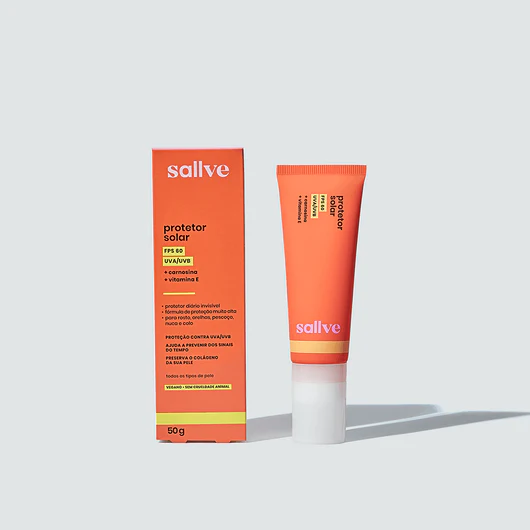 sallve
protetor
solar
FPS 60
UVA/UVB
+ carnosina
+ vitamina E
• protetor diário invisível
• fórmula de proteção muito alta
• para rosto, orelhas, pescoço,
nuca e colo
PROTEÇÃO CONTRA UVA/UVB
AJUDA A PREVENIR DOS SINAIS
DO TEMPO
PRESERVA O COLÁGENO
DA SUA PELE
todos os tipos de pele
VEGANO • SEM CRUELDADE ANIMAL
50g
protetor
solar
FPS 60
UVA/UVB
+ carnosina
+ vitamina E
sallve